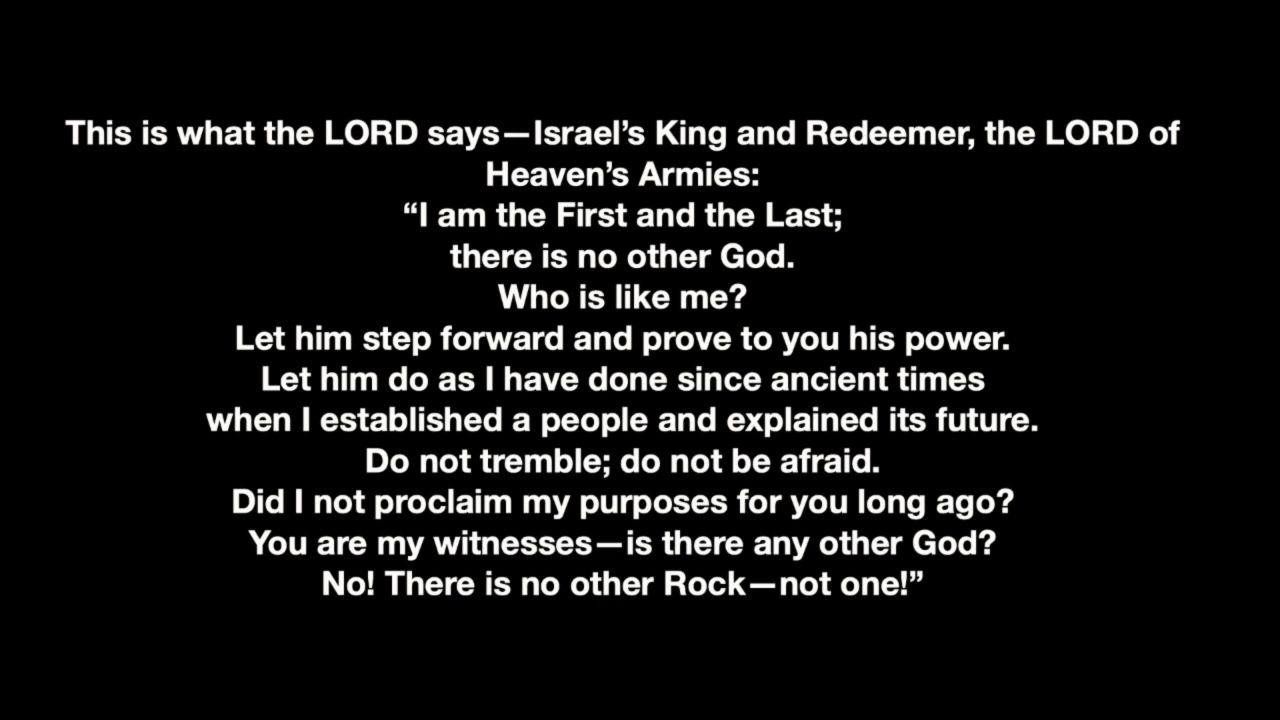 This is what the LORD says—Israel’s King and Redeemer, the LORD of
Heaven’s Armies:
“I am the First and the Last;
there is no other God.
Who is like me?
Let him step forward and prove to you his power.
Let him do as I have done since ancient times
when I established a people and explained its future.
Do not tremble; do not be afraid.
Did I not proclaim my purposes for you long ago?
You are my witnesses—is there any other God?
No! There is no other Rock—not one!”